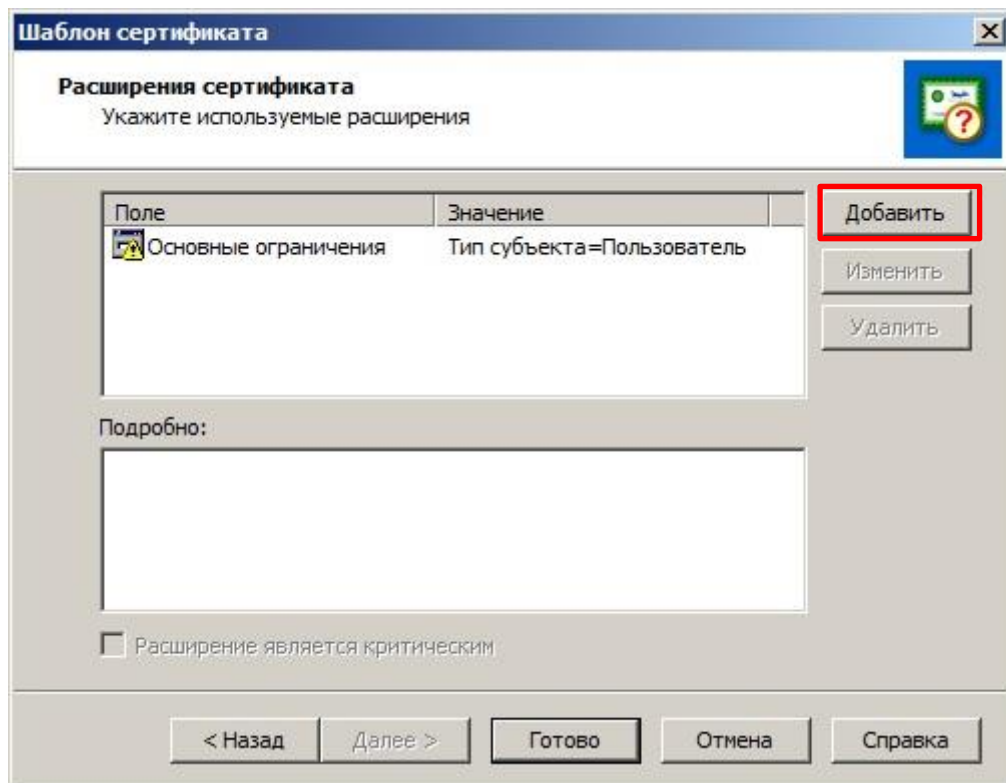 Шаблон сертификата
Расширения сертификата
Укажите используемые расширения
Поле Значение
Основные ограничения Тип субъекта=Пользователь
Добавить
Изменить
Удалить
Подробно:
Расширение является критическим
< Назад Далее > Готово Отмена Справка